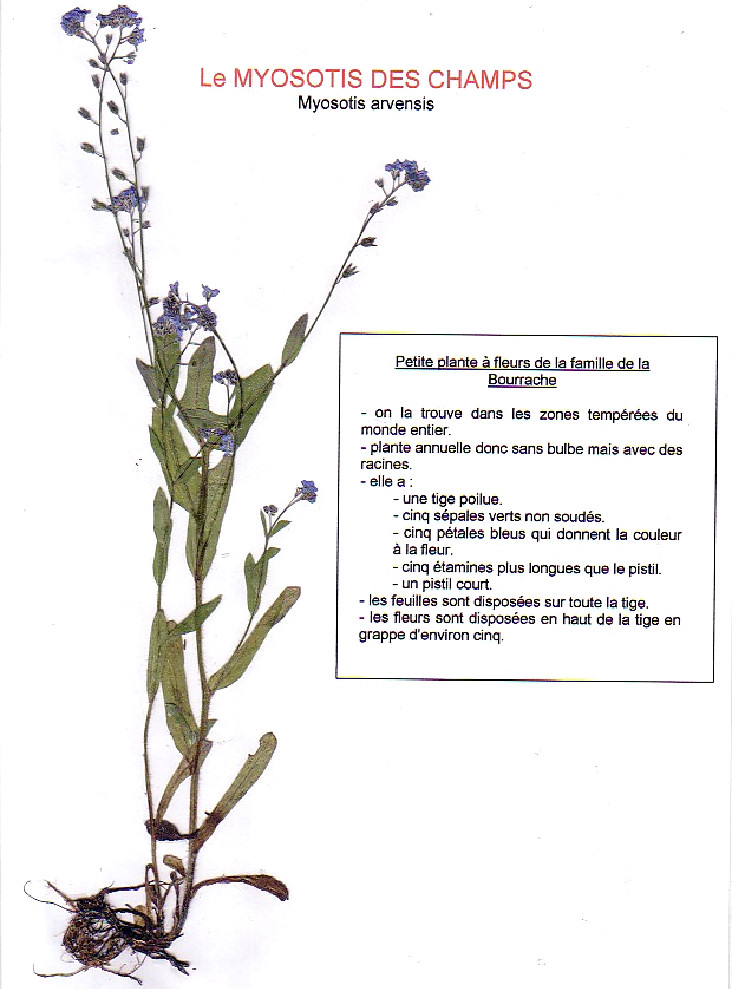 Le MYOSOTIS DES CHAMPS
Myosotis arvensis
Petite plante à fleurs de la famille de la
Bourrache
- on la trouve dans les zones tempérées du
monde entier.
- plante annuelle donc sans bulbe mais avec des
racines.
- elle a :
- une tige poilue.
- cinq sépales verts non soudés.
- cinq pétales bleus qui donnent la couleur
à la fleur.
- cinq étamines plus longues que le pistil.
- un pistil court.
- les feuilles sont disposées sur toute la tige.
- les fleurs sont disposées en haut de la tige en
grappe d'environ cinq.